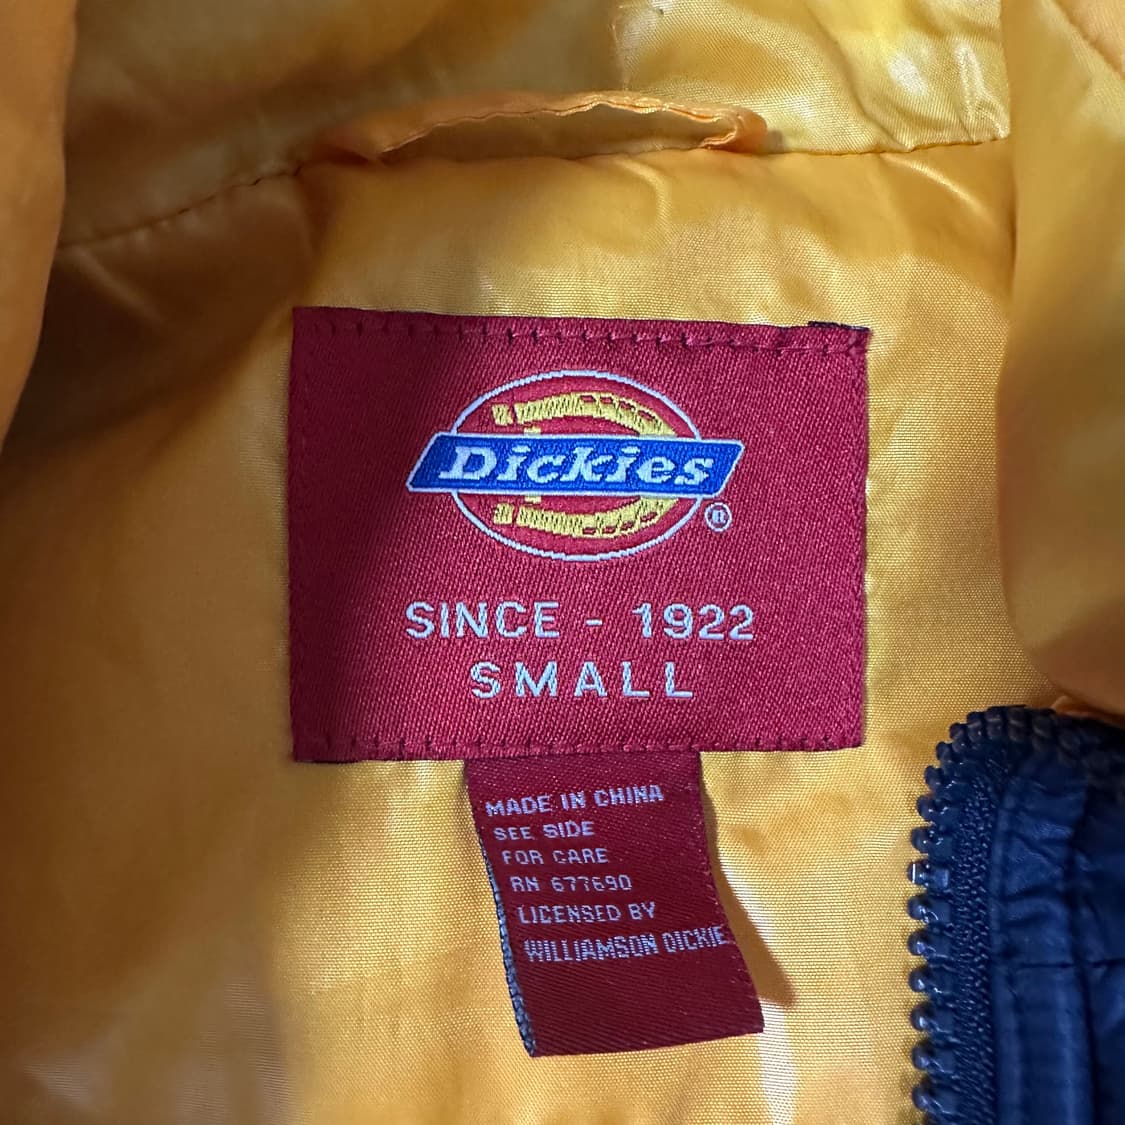 Dickies®
SINCE - 1922
SMALL
MADE IN CHINA
SEE SIDE
FOR CARE
RN 677690
LICENSED BY
WILLIAMSON DICKIE